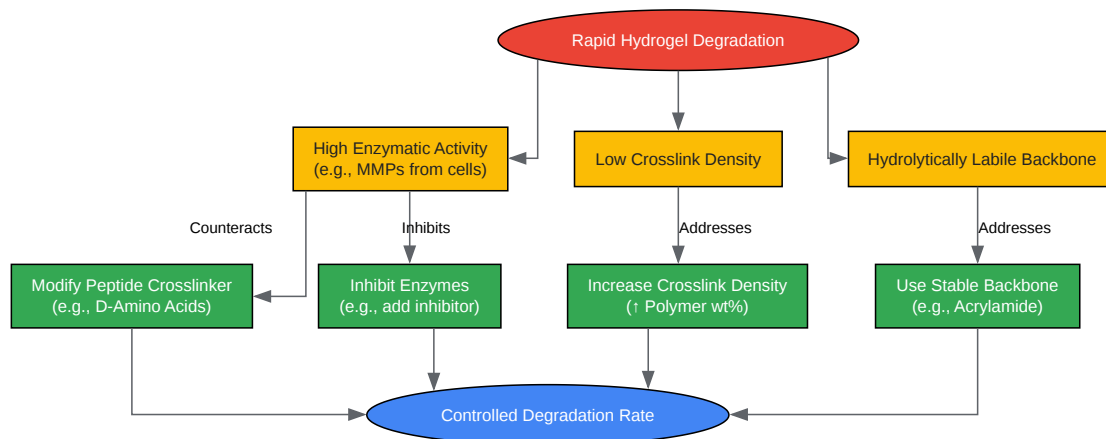 Rapid Hydrogel Degradation
High Enzymatic Activity
(e.g., MMPs from cells)
Low Crosslink Density
Hydrolytically Labile Backbone
Counteracts
Inhibits
Addresses
Addresses
Modify Peptide Crosslinker
(e.g., D-Amino Acids)
Inhibit Enzymes
(e.g., add inhibitor)
Increase Crosslink Density
(↑ Polymer wt%)
Use Stable Backbone
(e.g., Acrylamide)
Controlled Degradation Rate